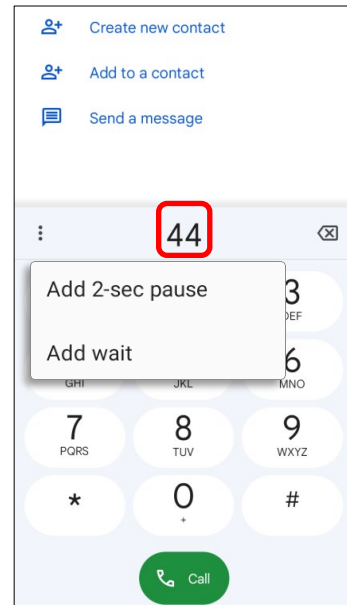 Create new contact
Add to a contact
Send a message
44
Add 2-sec pause
3
DEF
Add wait
6
GHI JKL MNO
7 8 9
PQRS TUV WXYZ
* 0 #
+
Call